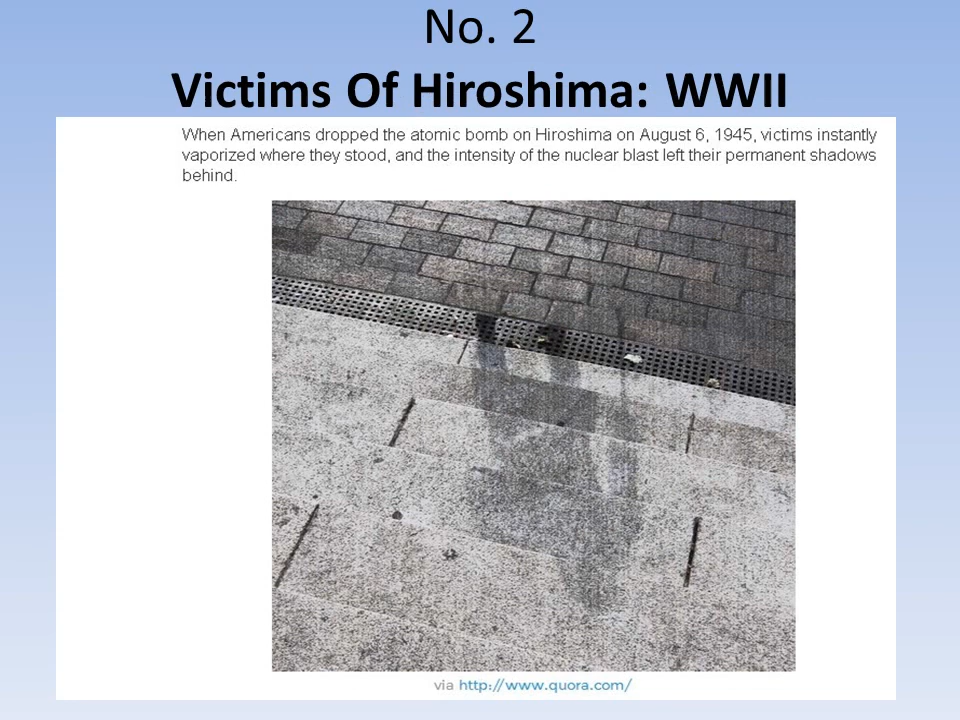 No. 2
Victims Of Hiroshima: WWII
When Americans dropped the atomic bomb on Hiroshima on August 6, 1945, victims instantly
vaporized where they stood, and the intensity of the nuclear blast left their permanent shadows
behind.
via http://www.quora.com/